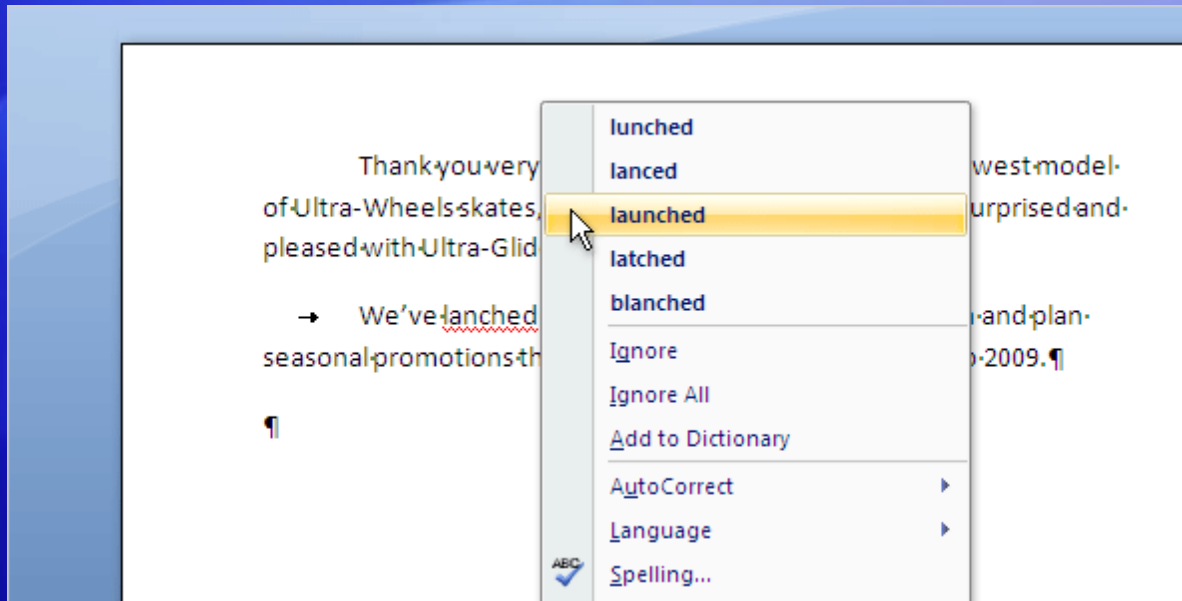 Thank you very
west model
of Ultra-Wheels skates,
urprised and
pleased with Ultra-Glid
We've lanched
and plan
seasonal promotions th
2009.¶
¶
lunched
lanced
launched
latched
blanched
Ignore
Ignore All
Add to Dictionary
AutoCorrect
Language
ABC
Spelling...